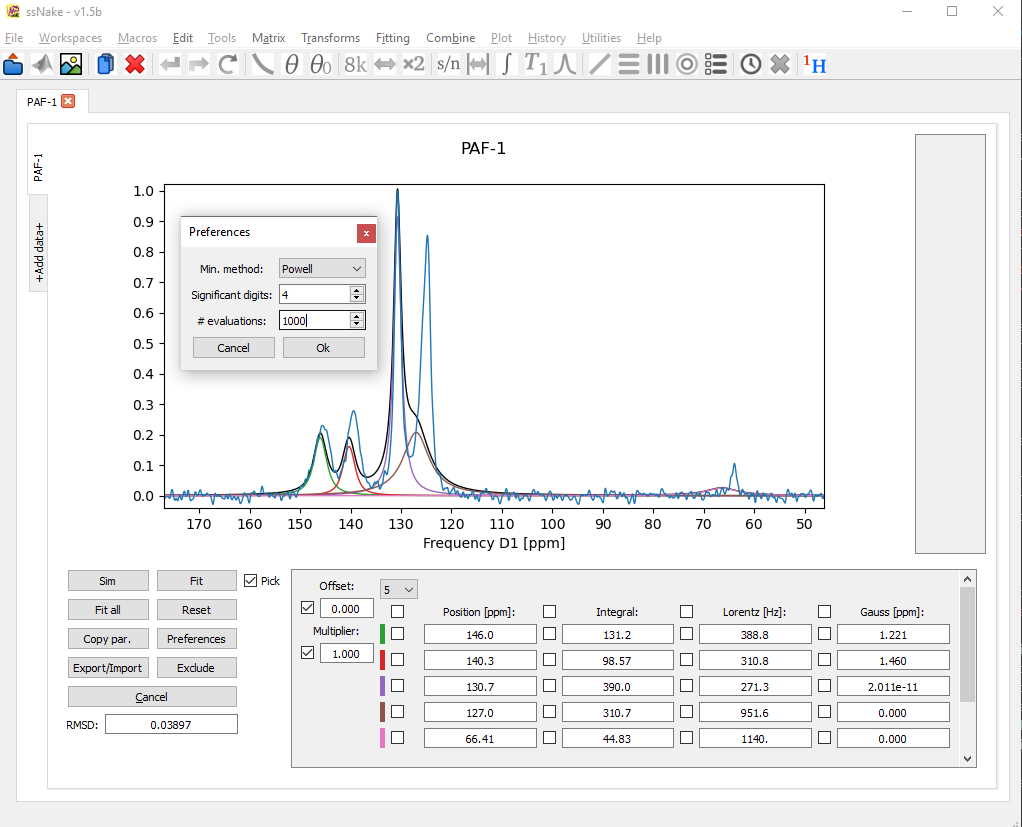 ssNake - v1.5b
File Workspaces Macros Edit Tools Matrix Transforms Fitting Combine Plot History Utilities Help
θ θ0 8k ×2 s/n ∫ T1 1H
PAF-1
PAF-1
+Add data+
PAF-1
1.0
0.9
0.8
0.7
0.6
0.5
0.4
0.3
0.2
0.1
0.0
Preferences
x
Min. method: Powell
Significant digits: 4
# evaluations: 1000
Cancel Ok
170 160 150 140 130 120 110 100 90 80 70 60 50
Frequency D1 [ppm]
Sim Fit Pick
Fit all Reset
Copy par. Preferences
Export/Import Exclude
Cancel
RMSD: 0.03897
Offset:
0.000
Multiplier:
1.000
5
Position [ppm]: Integral: Lorentz [Hz]: Gauss [ppm]:
146.0 131.2 388.8 1.221
140.3 98.57 310.8 1.460
130.7 390.0 271.3 2.011e-11
127.0 310.7 951.6 0.000
66.41 44.83 1140. 0.000